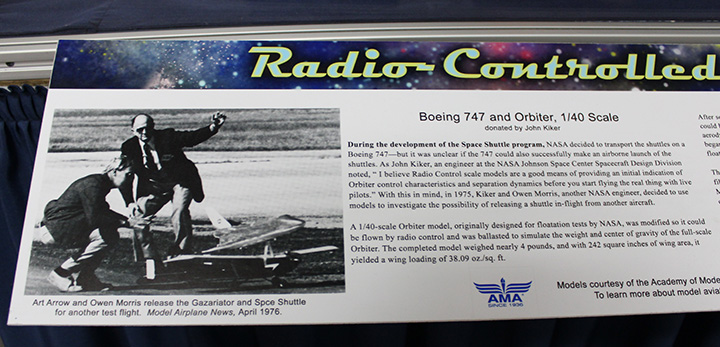 Radio-Controlled
Boeing 747 and Orbiter, 1/40 Scale
donated by John Kiker
During the development of the Space Shuttle program, NASA decided to transport the shuttles on a
Boeing 747—but it was unclear if the 747 could also successfully make an airborne launch of the
shuttles. As John Kiker, an engineer at the NASA Johnson Space Center Spacecraft Design Division
noted, “ I believe Radio Control scale models are a good means of providing an initial indication of
Orbiter control characteristics and separation dynamics before you start flying the real thing with live
pilots.” With this in mind, in 1975, Kiker and Owen Morris, another NASA engineer, decided to use
models to investigate the possibility of releasing a shuttle in-flight from another aircraft.
A 1/40-scale Orbiter model, originally designed for floatation tests by NASA, was modified so it could
be flown by radio control and was ballasted to simulate the weight and center of gravity of the full-scale
Orbiter. The completed model weighed nearly 4 pounds, and with 242 square inches of wing area, it
yielded a wing loading of 38.09 oz./sq. ft.
Art Arrow and Owen Morris release the Gazariator and Spce Shuttle
for another test flight. Model Airplane News, April 1976.
AMA
SINCE 1936
Models courtesy of the Academy of Mode
To learn more about model avia
After s
could b
aerod
began
floa